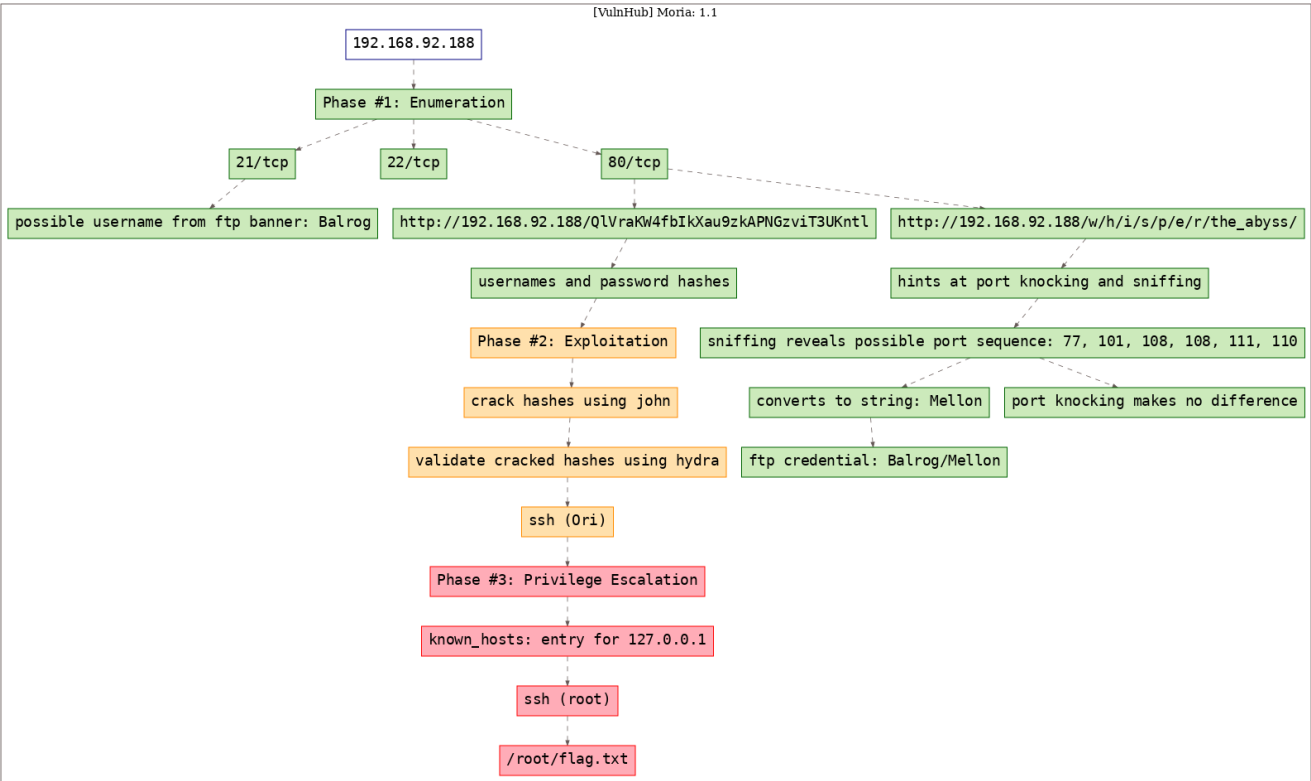 [VulnHub] Moria: 1.1
192.168.92.188
Phase #1: Enumeration
21/tcp
22/tcp
80/tcp
possible username from ftp banner: Balrog
http://192.168.92.188/QlVraKW4fbIkXau9zkAPNGzviT3UKntl
http://192.168.92.188/w/h/i/s/p/e/r/the_abyss/
usernames and password hashes
hints at port knocking and sniffing
Phase #2: Exploitation
sniffing reveals possible port sequence: 77, 101, 108, 108, 111, 110
crack hashes using john
converts to string: Mellon
port knocking makes no difference
validate cracked hashes using hydra
ftp credential: Balrog/Mellon
ssh (Ori)
Phase #3: Privilege Escalation
known_hosts: entry for 127.0.0.1
ssh (root)
/root/flag.txt